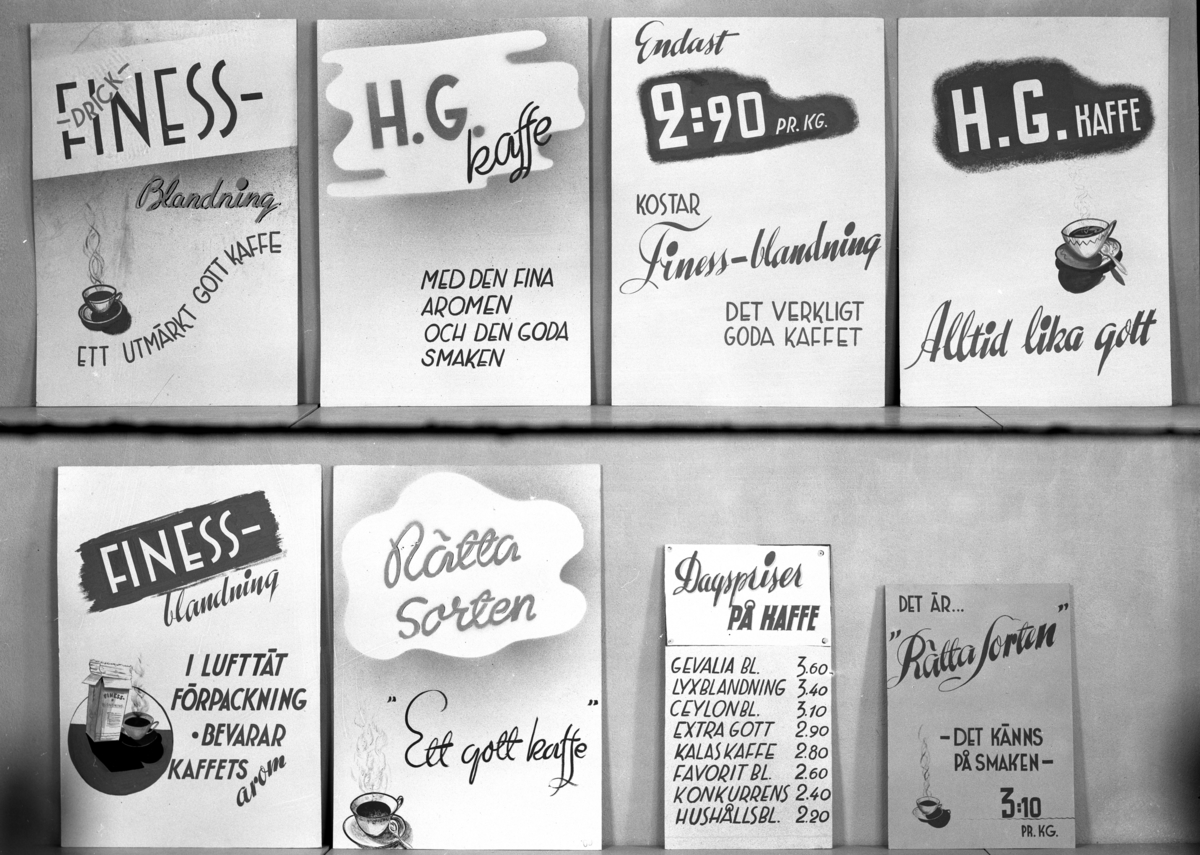 -DRICK-
FINESS-
Blandning
ETT UTMÄRKT GOTT KAFFE
H.G.
kaffe
MED DEN FINA
AROMEN
OCH DEN GODA
SMAKEN
Endast
2:90 PR. KG.
KOSTAR
Finess-blandning
DET VERKLIGT
GODA KAFFET
H.G. KAFFE
Alltid lika gott
FINESS-
blandning
FINESS-
I LUFTTÄT
FÖRPACKNING
• BEVARAR
KAFFETS arom
Rätta
Sorten
"Ett gott kaffe"
Dagspriser
PÅ KAFFE
GEVALIA BL. 3.60
LYXBLANDNING 3.40
CEYLON BL. 3.10
EXTRA GOTT 2.90
KALASKAFFE 2.80
FAVORIT BL. 2.60
KONKURRENS 2.40
HUSHÅLLSBL. 2.20
DET ÄR...
"Rätta Sorten"
-DET KÄNNS
PÅ SMAKEN-
3:10
PR. KG.